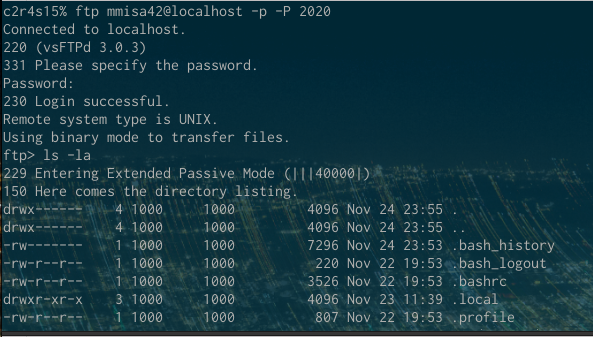 c2r4s15% ftp mmisa42@localhost -p -P 2020
Connected to localhost.
220 (vsFTPd 3.0.3)
331 Please specify the password.
Password:
230 Login successful.
Remote system type is UNIX.
Using binary mode to transfer files.
ftp> ls -la
229 Entering Extended Passive Mode (|||40000|)
150 Here comes the directory listing.
drwx------    4 1000     1000         4096 Nov 24 23:55 .
drwx------    4 1000     1000         4096 Nov 24 23:55 ..
-rw-------    1 1000     1000         7296 Nov 24 23:53 .bash_history
-rw-r--r--    1 1000     1000          220 Nov 22 19:53 .bash_logout
-rw-r--r--    1 1000     1000         3526 Nov 22 19:53 .bashrc
drwxr-xr-x    3 1000     1000         4096 Nov 23 11:39 .local
-rw-r--r--    1 1000     1000          807 Nov 22 19:53 .profile